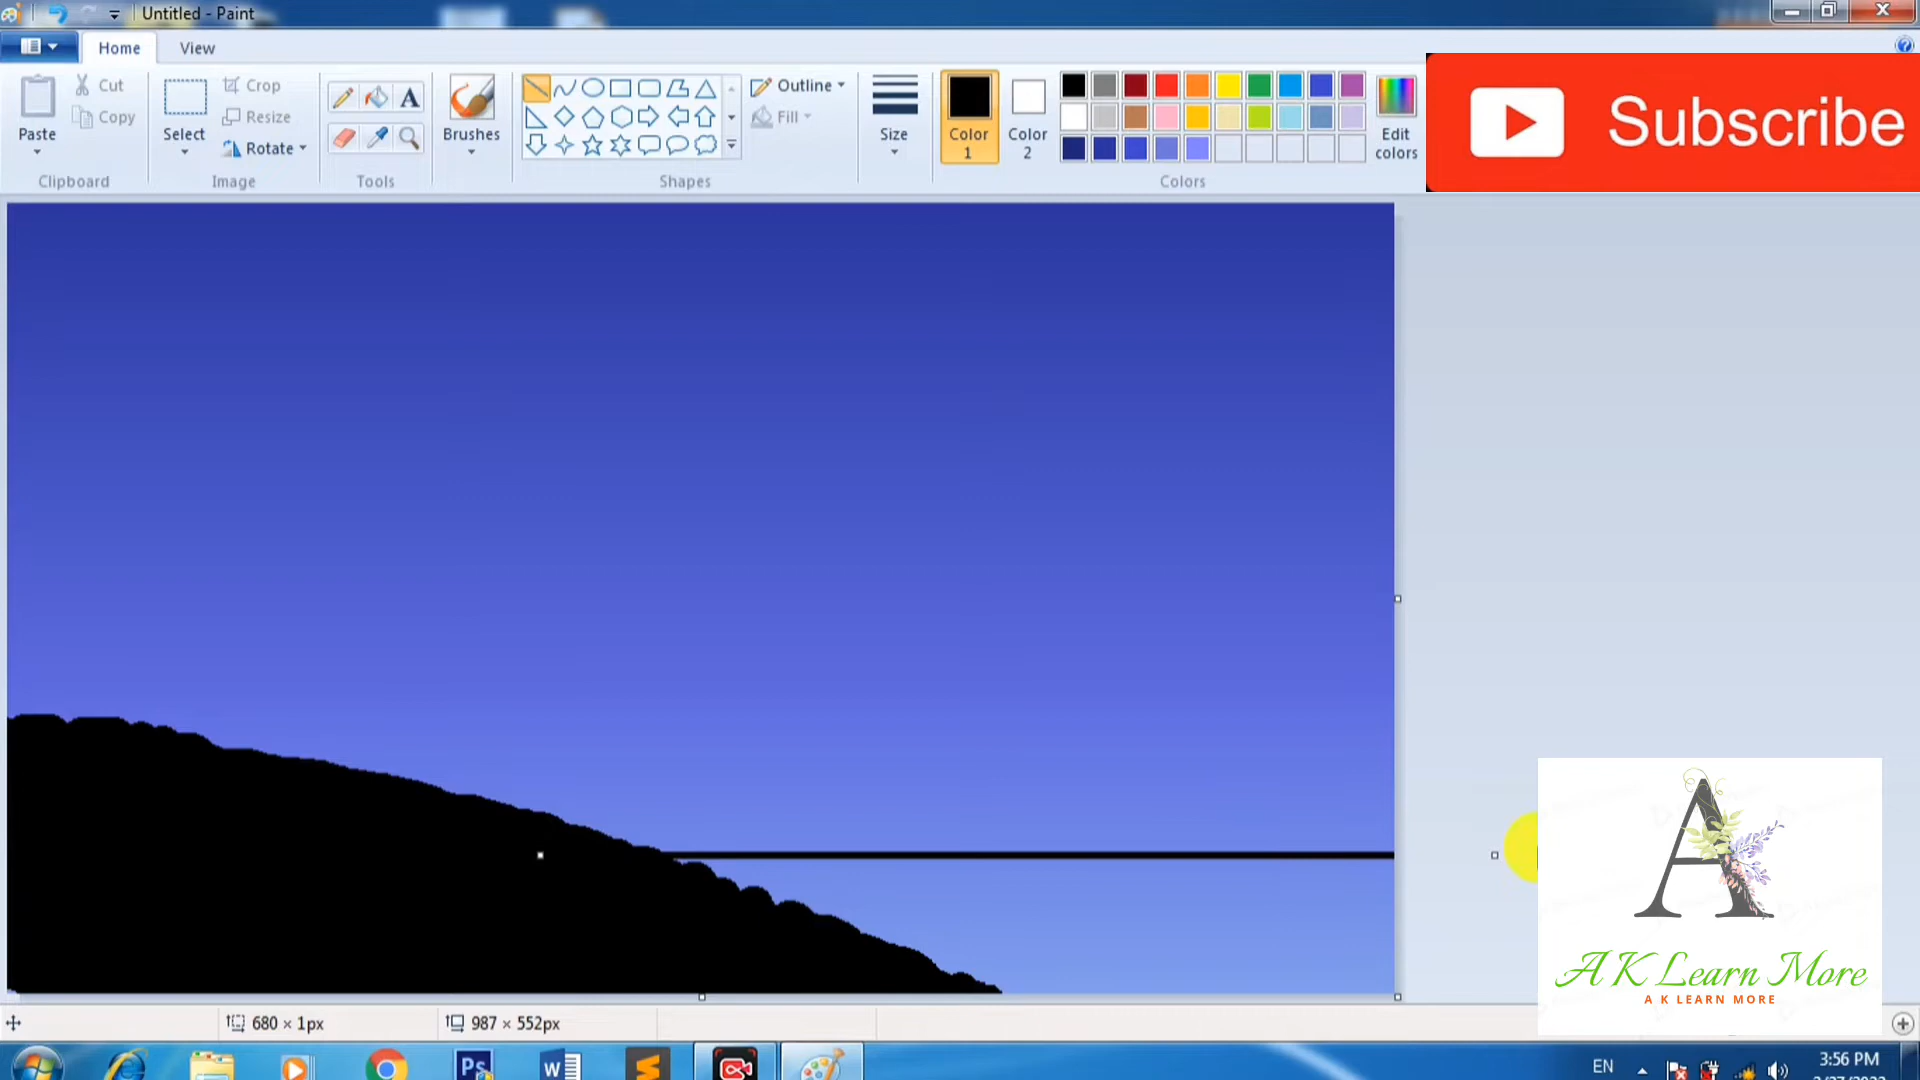 Untitled - Paint
Home
View
Paste
Cut
Copy
Clipboard
Select
Crop
Resize
Rotate
Image
A
Tools
Brushes
Shapes
Outline
Fill
Size
Color
1
Color
2
Edit
colors
Colors
Subscribe
A
A K Learn More
A K LEARN MORE
680 × 1px
987 × 552px
Ps
W
EN
3:56 PM